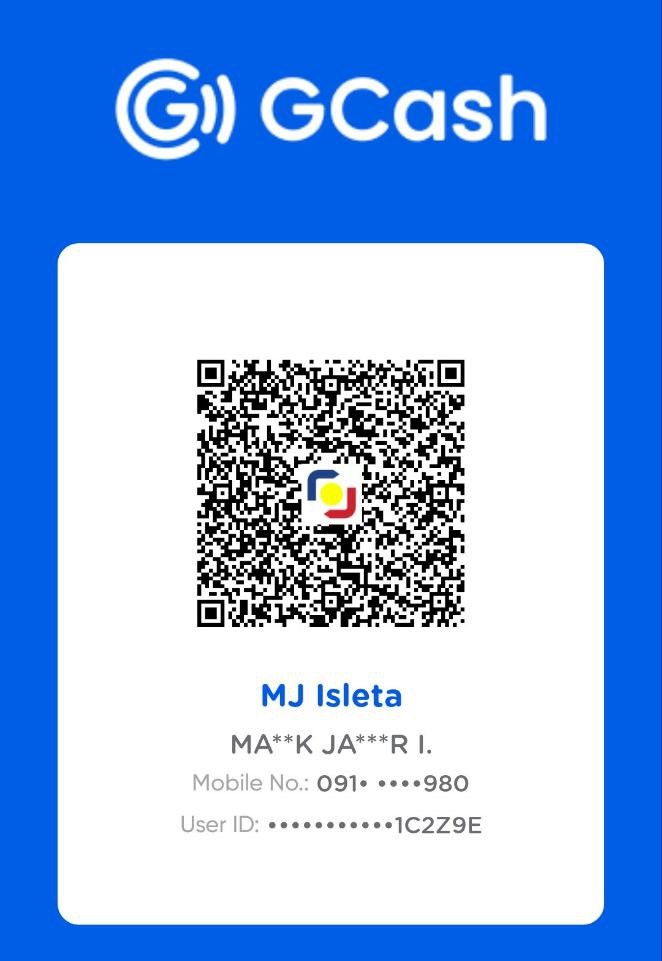 GCash
MJ Isleta
MA**K JA***R I.
Mobile No.: 091• ••••980
User ID: •••••••••••1C2Z9E